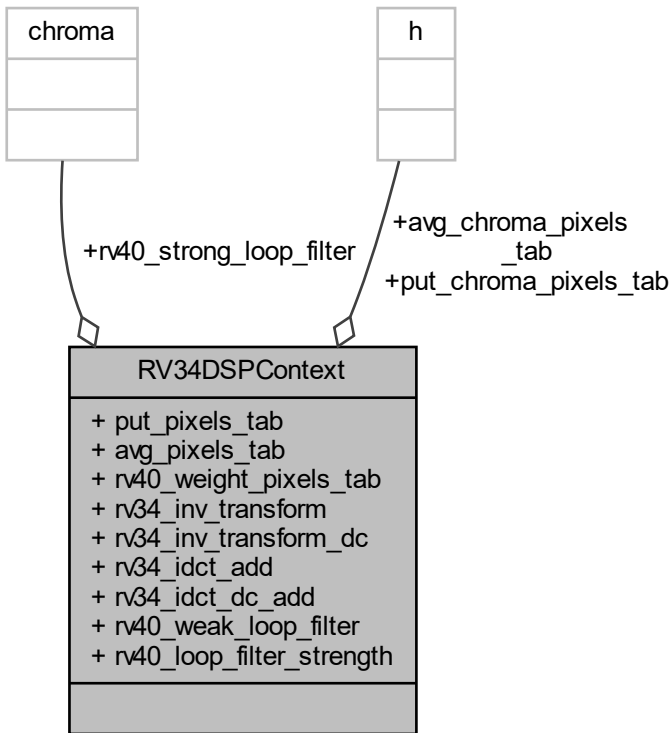 chroma
h
+rv40_strong_loop_filter
+avg_chroma_pixels
_tab
+put_chroma_pixels_tab
RV34DSPContext
+ put_pixels_tab
+ avg_pixels_tab
+ rv40_weight_pixels_tab
+ rv34_inv_transform
+ rv34_inv_transform_dc
+ rv34_idct_add
+ rv34_idct_dc_add
+ rv40_weak_loop_filter
+ rv40_loop_filter_strength